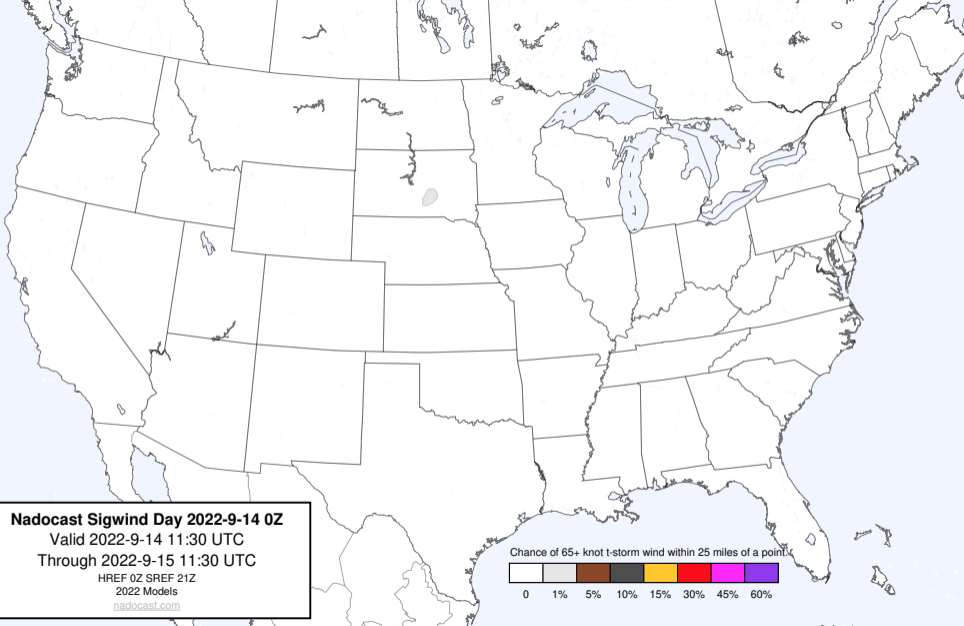 Nadocast Sigwind Day 2022-9-14 0Z
Valid 2022-9-14 11:30 UTC
Through 2022-9-15 11:30 UTC
HREF 0Z SREF 21Z
2022 Models
nadocast.com
Chance of 65+ knot t-storm wind within 25 miles of a point.
0 1% 5% 10% 15% 30% 45% 60%